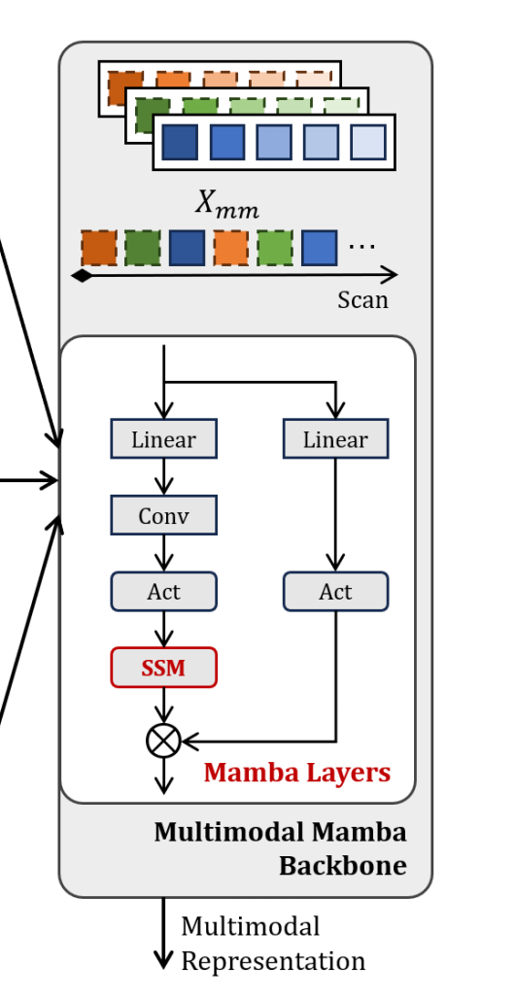 X_mm
...
Scan
Linear Linear
Conv
Act Act
SSM
Mamba Layers
Multimodal Mamba
Backbone
Multimodal
Representation